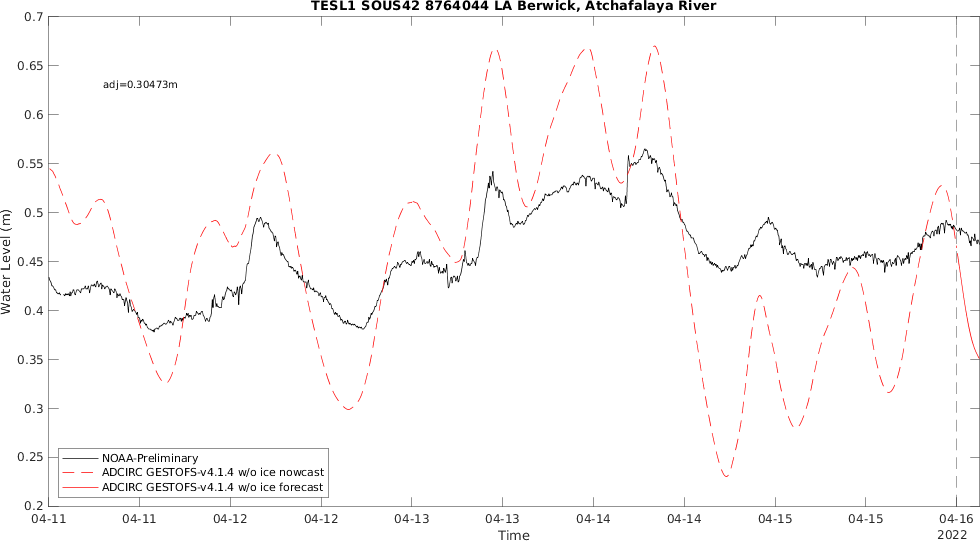 TESL1 SOUS42 8764044 LA Berwick, Atchafalaya River
0.7
0.65
0.6
0.55
0.5
0.45
0.4
0.35
0.3
0.25
0.2
Water Level (m)
adj=0.30473m
NOAA-Preliminary
ADCIRC GESTOFS-v4.1.4 w/o ice nowcast
ADCIRC GESTOFS-v4.1.4 w/o ice forecast
04-11 04-11 04-12 04-12 04-13 04-13 04-14 04-14 04-15 04-15 04-16
Time
2022